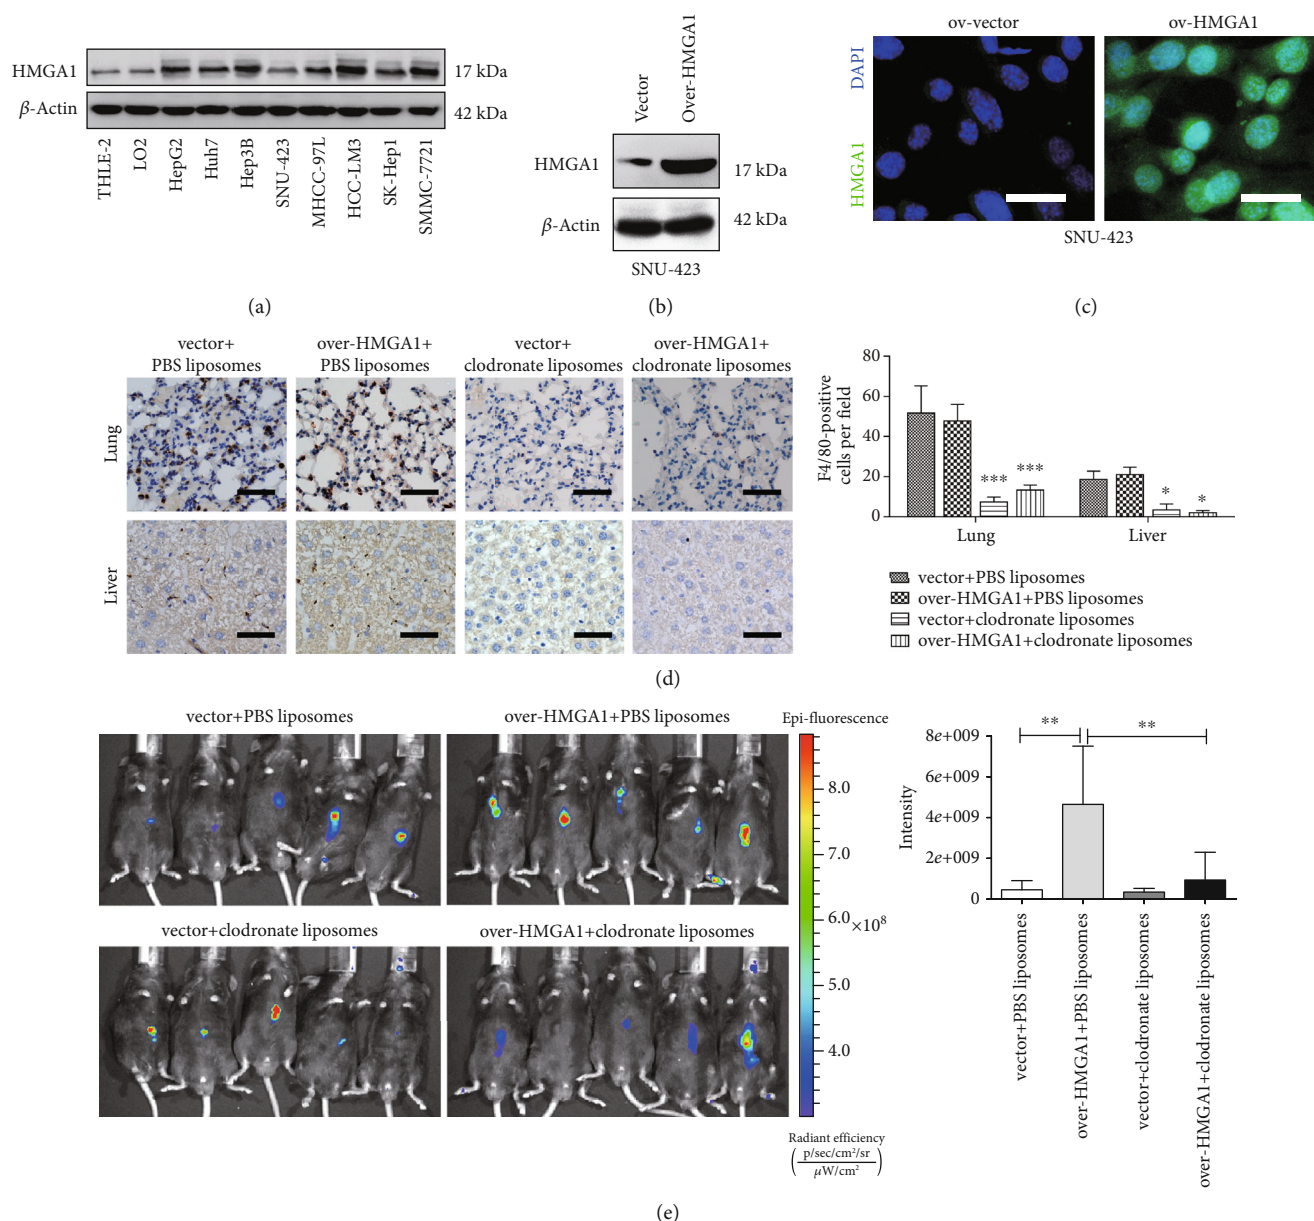 HMGA1
17 kDa
β-Actin
42 kDa
THLE-2
LO2
HepG2
Huh7
Hep3B
SNU-423
MHCC-97L
HCC-LM3
SK-Hep1
SMMC-7721
(a)
Vector
Over-HMGA1
HMGA1
17 kDa
β-Actin
42 kDa
SNU-423
(b)
ov-vector
ov-HMGA1
DAPI
HMGA1
SNU-423
(c)
vector+
PBS liposomes
over-HMGA1+
PBS liposomes
vector+
clodronate liposomes
over-HMGA1+
clodronate liposomes
Lung
Liver
F4/80-positive
cells per field
60
40
20
0
***
***
*
*
Lung
Liver
vector+PBS liposomes
over-HMGA1+PBS liposomes
vector+clodronate liposomes
over-HMGA1+clodronate liposomes
(d)
vector+PBS liposomes
over-HMGA1+PBS liposomes
vector+clodronate liposomes
over-HMGA1+clodronate liposomes
Epi-fluorescence
8.0
7.0
6.0
×10⁸
5.0
4.0
Radiant efficiency
(p/sec/cm²/sr
μW/cm²)
Intensity
8e+009
6e+009
4e+009
2e+009
0
**
**
vector+PBS liposomes
over-HMGA1+PBS liposomes
vector+clodronate liposomes
over-HMGA1+clodronate liposomes
(e)